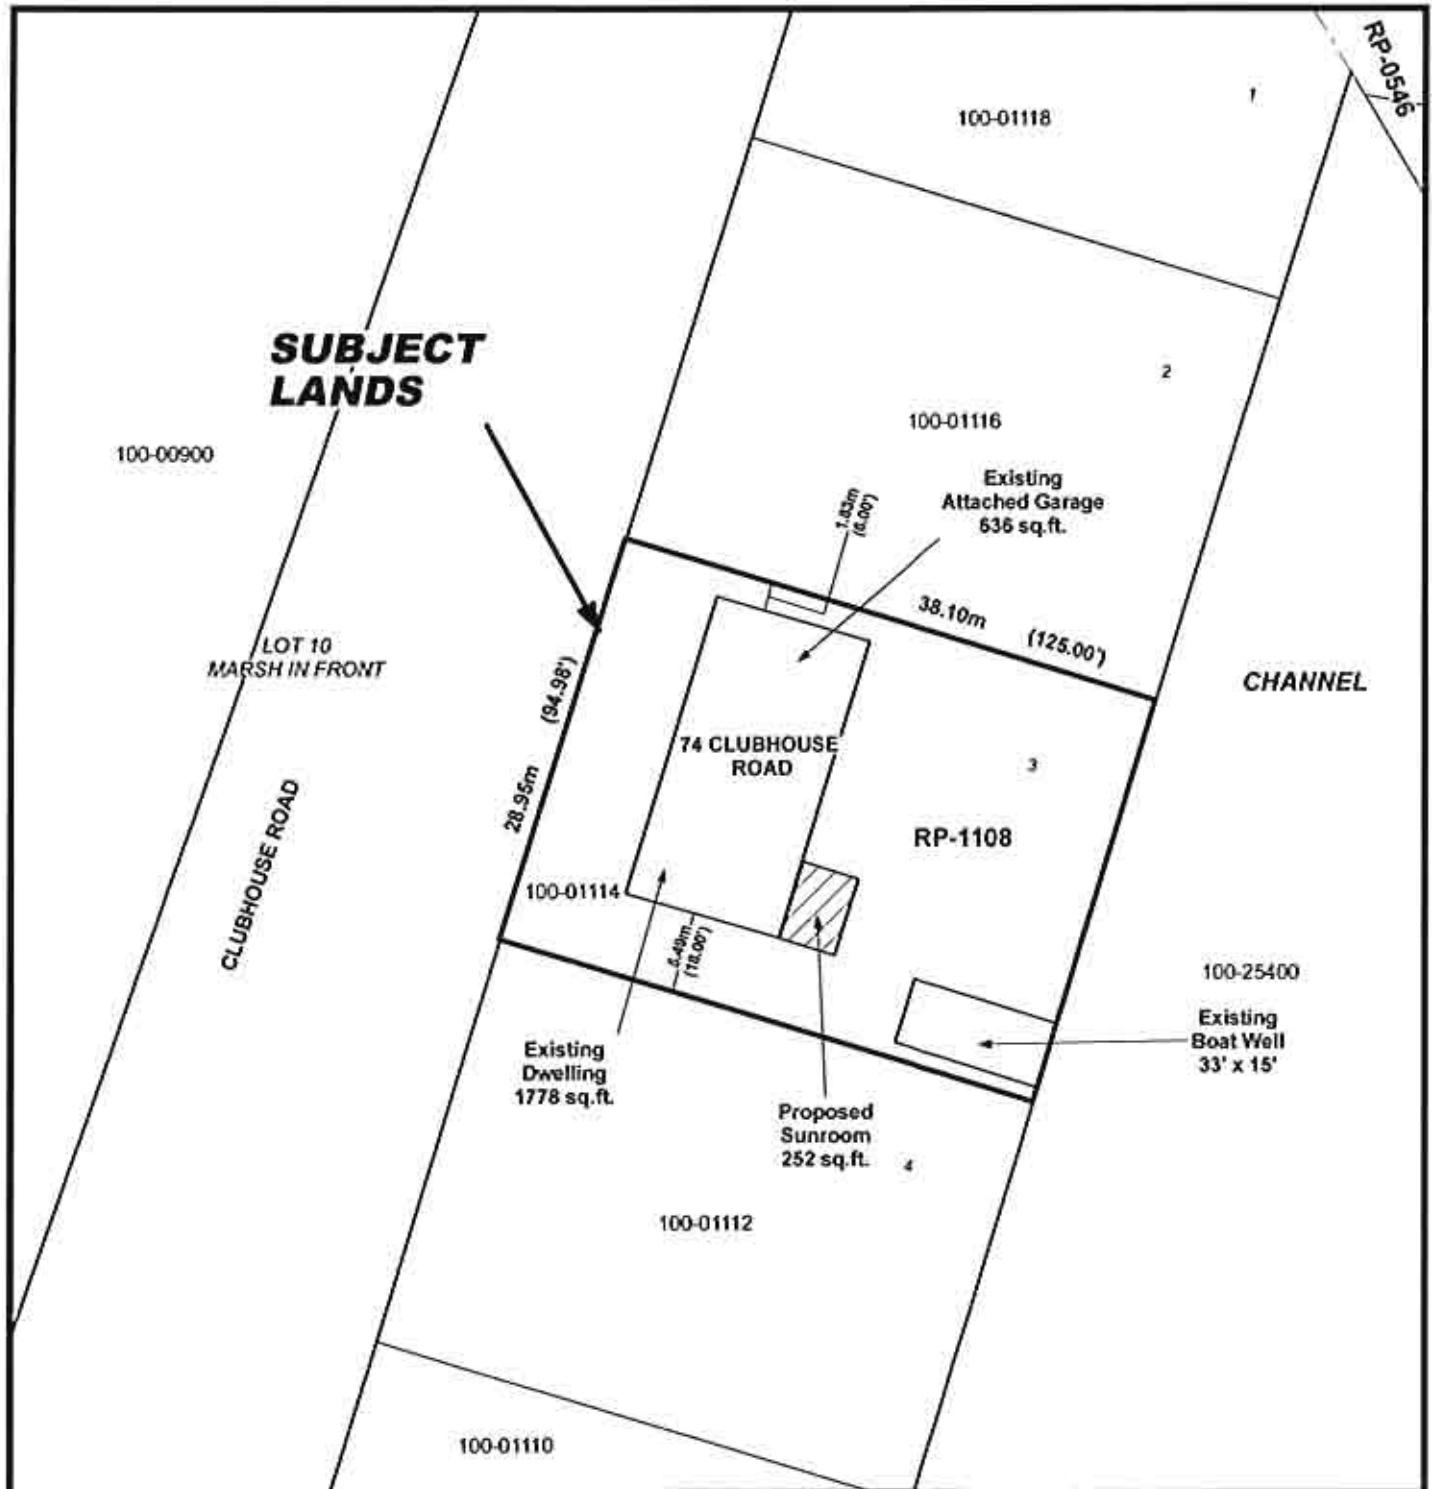 RP-0546
1
100-01118
2
SUBJECT
LANDS
100-01116
100-00900
Existing
Attached Garage
636 sq.ft.
1.83m
(6.00')
38.10m (125.00')
LOT 10
MARSH IN FRONT
CHANNEL
28.95m (94.98')
74 CLUBHOUSE
ROAD
3
RP-1108
CLUBHOUSE ROAD
100-01114
5.49m
(18.00')
100-25400
Existing
Boat Well
33' x 15'
Existing
Dwelling
1778 sq.ft.
Proposed
Sunroom
252 sq.ft.
4
100-01112
100-01110